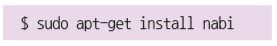 $ sudo apt-get install nabi